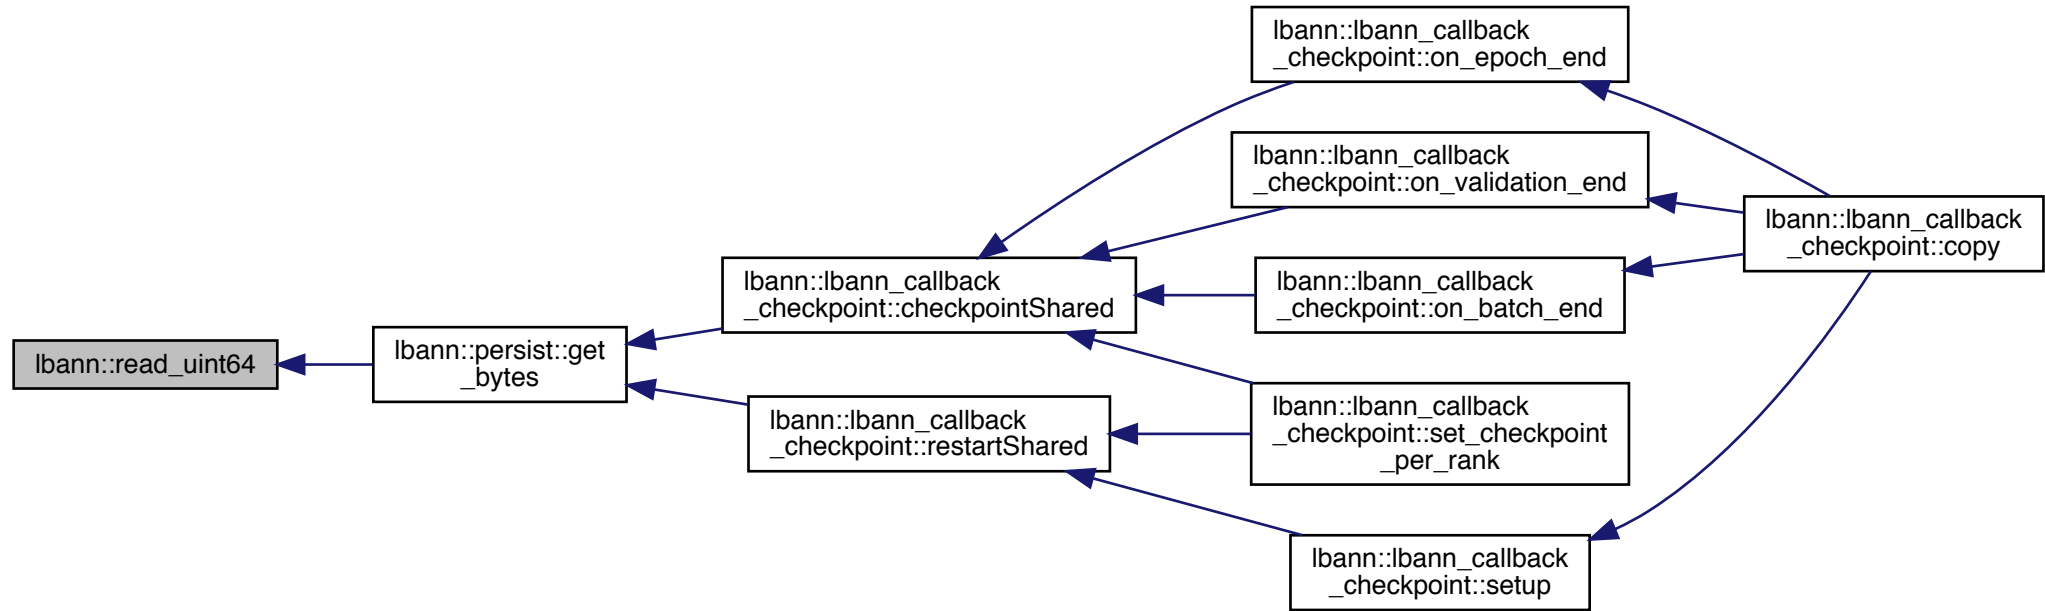 lbann::read_uint64
lbann::persist::get
_bytes
lbann::lbann_callback
_checkpoint::checkpointShared
lbann::lbann_callback
_checkpoint::restartShared
lbann::lbann_callback
_checkpoint::on_epoch_end
lbann::lbann_callback
_checkpoint::on_validation_end
lbann::lbann_callback
_checkpoint::on_batch_end
lbann::lbann_callback
_checkpoint::set_checkpoint
_per_rank
lbann::lbann_callback
_checkpoint::setup
lbann::lbann_callback
_checkpoint::copy